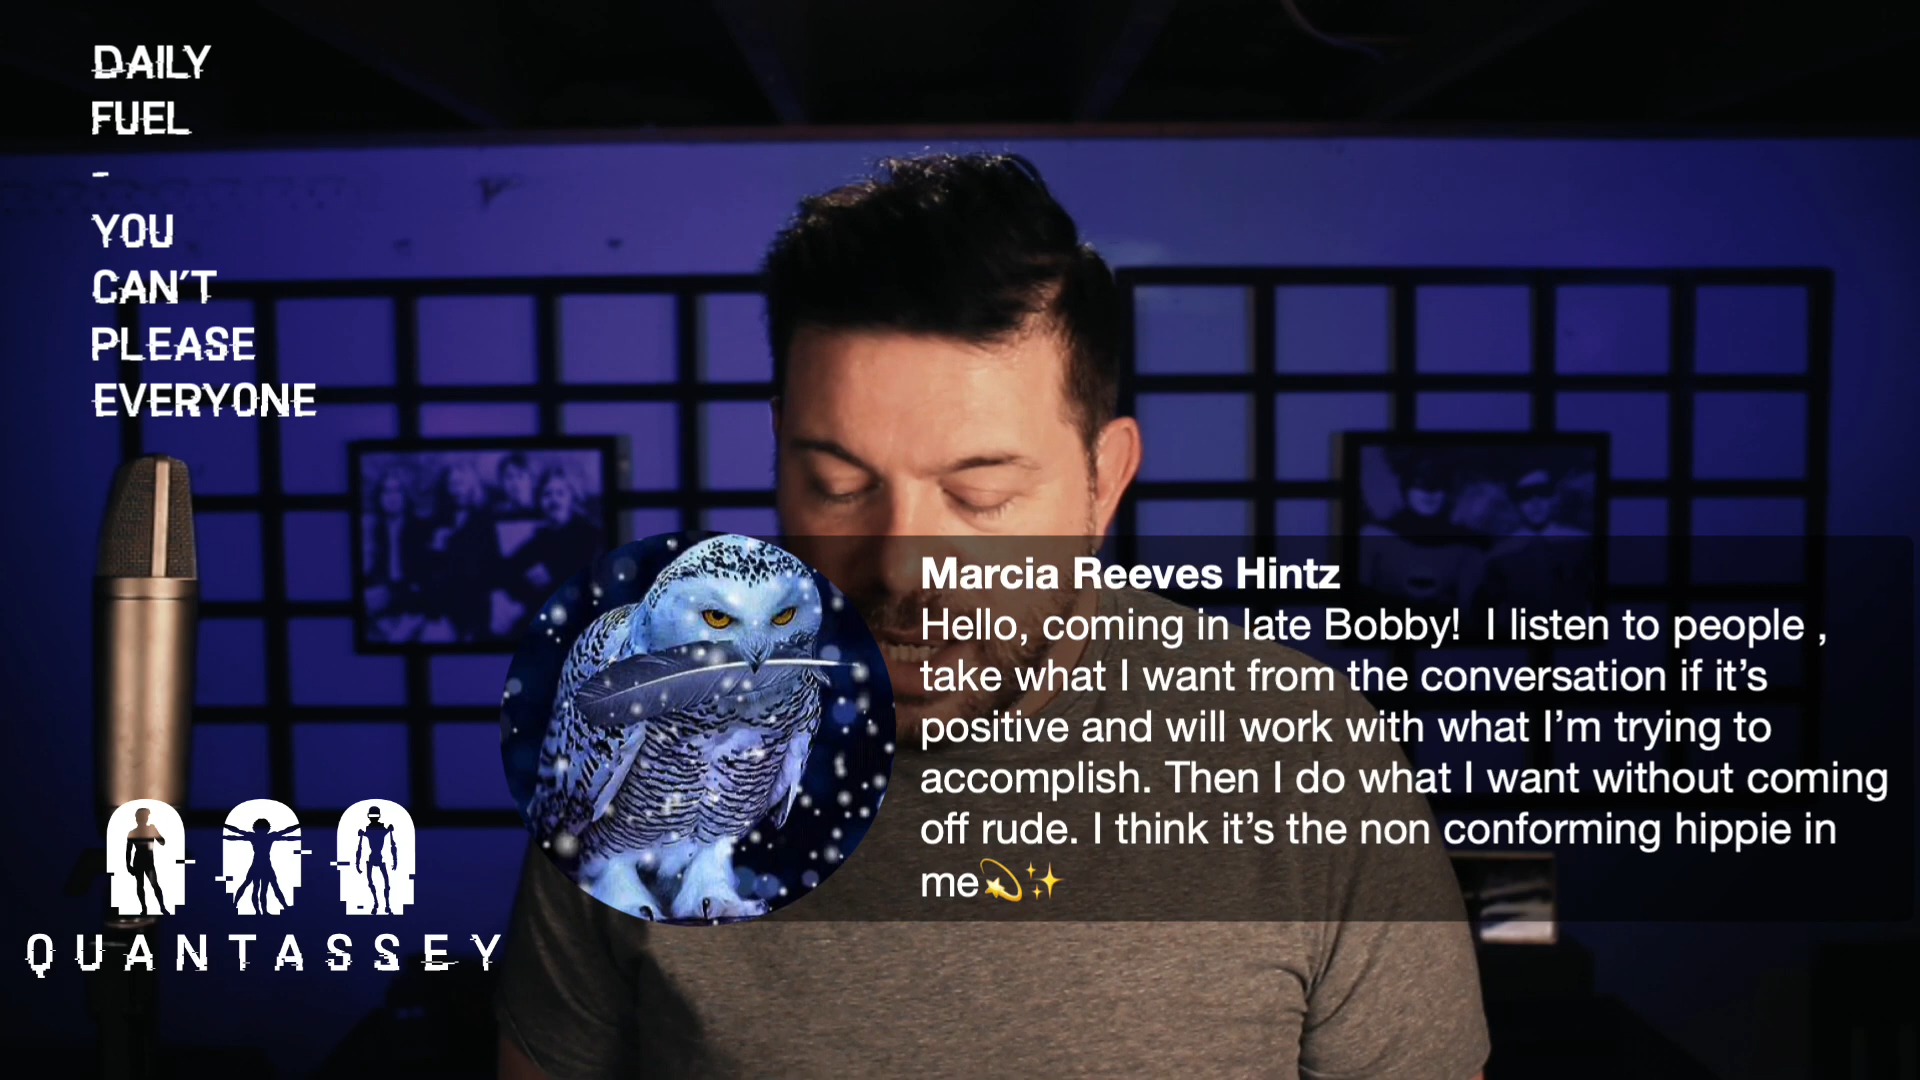 DAILY
FUEL
-
YOU
CAN'T
PLEASE
EVERYONE
Marcia Reeves Hintz
Hello, coming in late Bobby!  I listen to people ,
take what I want from the conversation if it’s
positive and will work with what I’m trying to
accomplish. Then I do what I want without coming
off rude. I think it’s the non conforming hippie in
me💫✨
QUANTASSEY